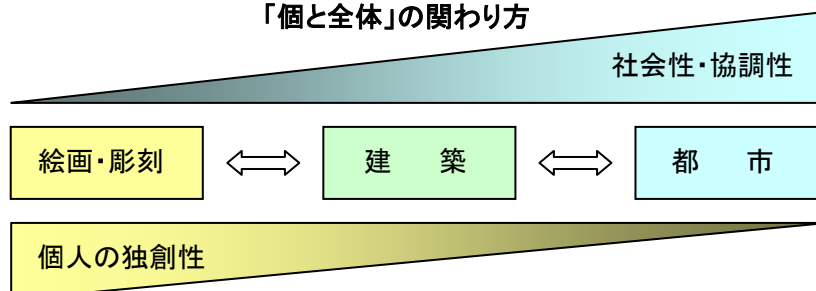 「個と全体」の関わり方
社会性・協調性
絵画・彫刻
建　築
都　市
個人の独創性